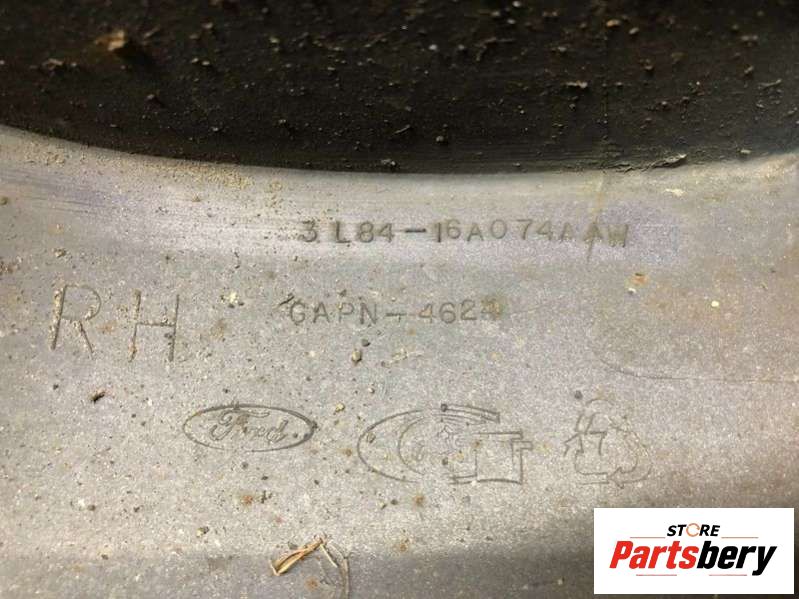 3L84-16A074AAW
RH
GAPN-4624
Ford
STORE
Partsbery